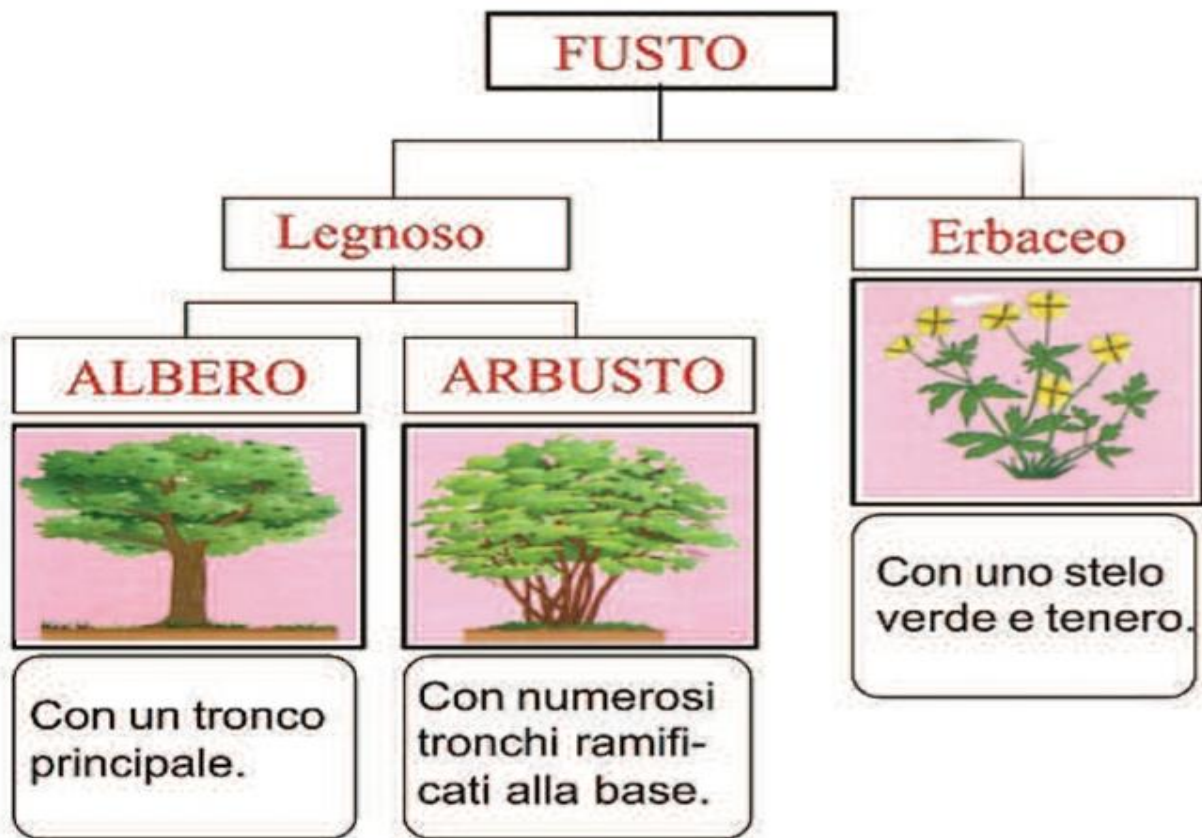 FUSTO
Legnoso
Erbaceo
ALBERO
ARBUSTO
Con un tronco
principale.
Con numerosi
tronchi ramifi-
cati alla base.
Con uno stelo
verde e tenero.